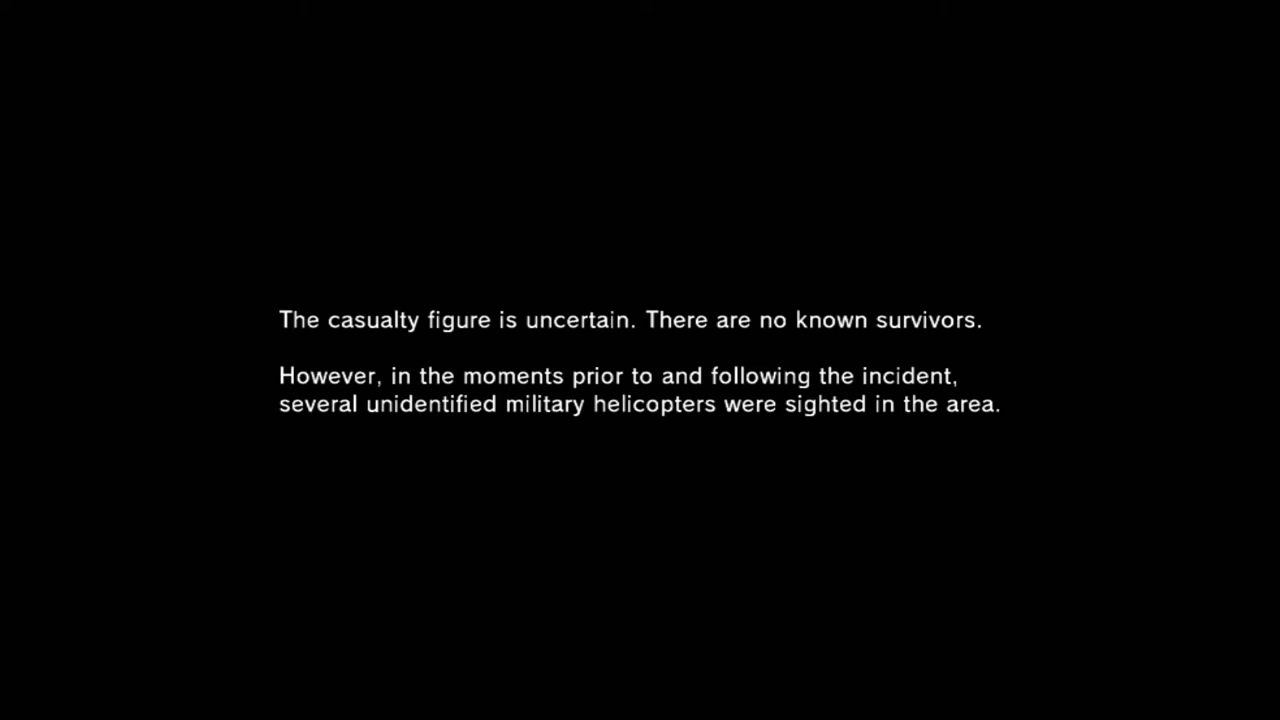 The casualty figure is uncertain. There are no known survivors.
However, in the moments prior to and following the incident,
several unidentified military helicopters were sighted in the area.